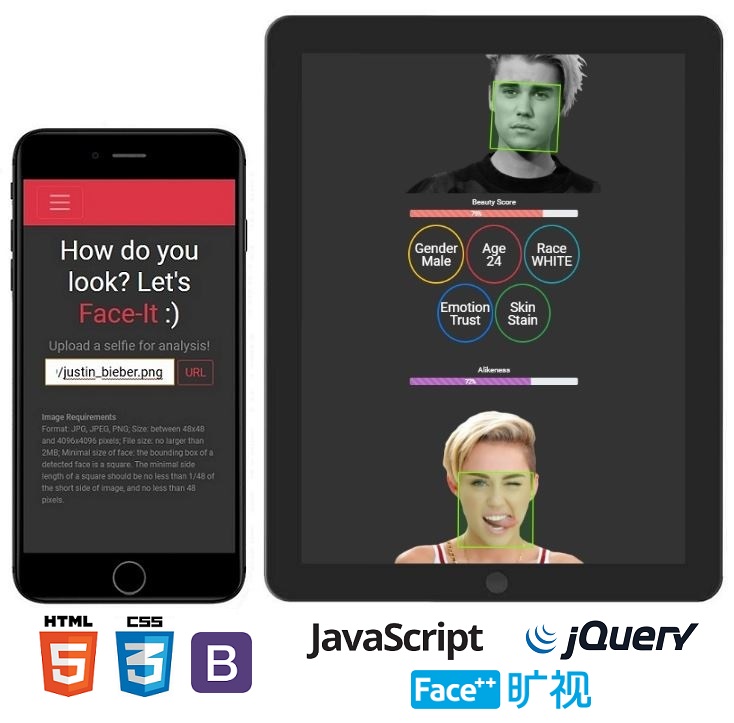 How do you
look? Let's
Face-It :)
Upload a selfie for analysis!
/justin_bieber.png
URL
Image Requirements
Format: JPG, JPEG, PNG; Size: between 48x48
and 4096x4096 pixels; File size: no larger than
2MB; Minimal size of face: the bounding box of a
detected face is a square. The minimal side
length of a square should be no less than 1/48 of
the short side of image, and no less than 48
pixels.
Beauty Score
79%
Gender
Male
Age
24
Race
WHITE
Emotion
Trust
Skin
Stain
Alikeness
72%
HTML
5
CSS
3
B
JavaScript
jQuery
Face++ 旷视